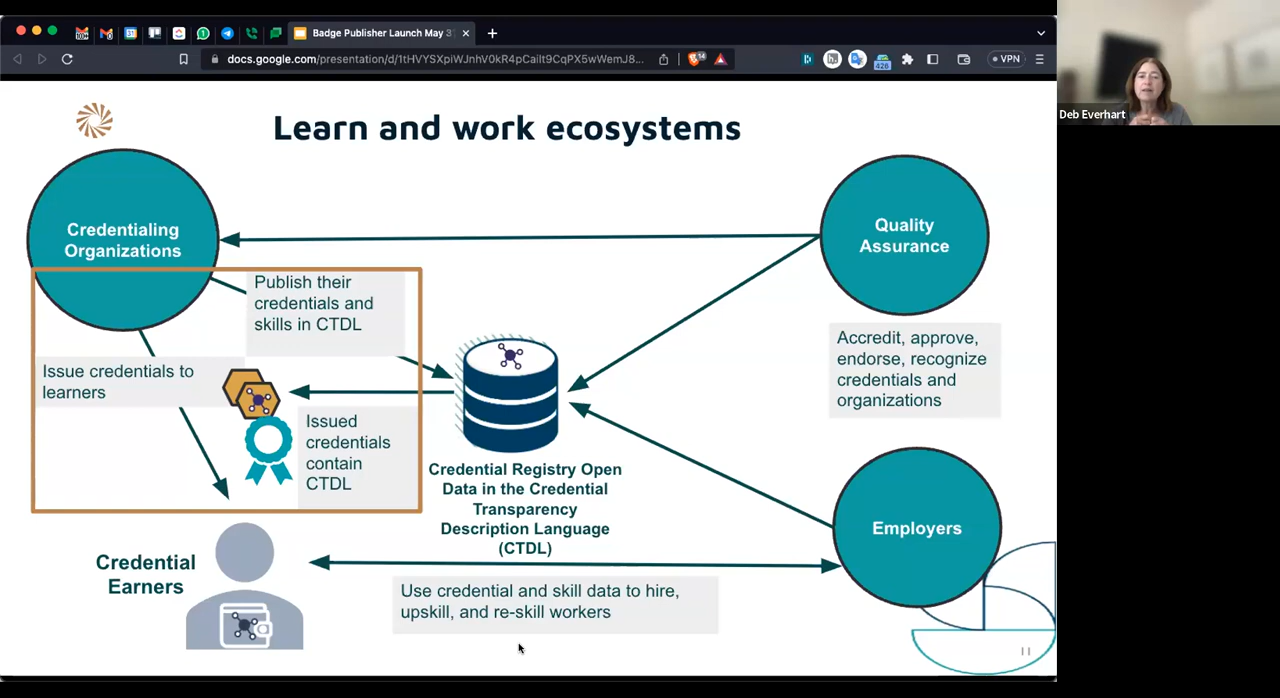 Badge Publisher Launch May 3
docs.google.com/presentation/d/1tHVYSXpiWJnhV0kR4pCailt9CqPX5wWemJ8...
14
426
VPN
Deb Everhart
Learn and work ecosystems
Credentialing
Organizations
Quality
Assurance
Publish their
credentials and
skills in CTDL
Accredit, approve,
endorse, recognize
credentials and
organizations
Issue credentials to
learners
Issued
credentials
contain
CTDL
Credential Registry Open
Data in the Credential
Transparency
Description Language
(CTDL)
Employers
Credential
Earners
Use credential and skill data to hire,
upskill, and re-skill workers